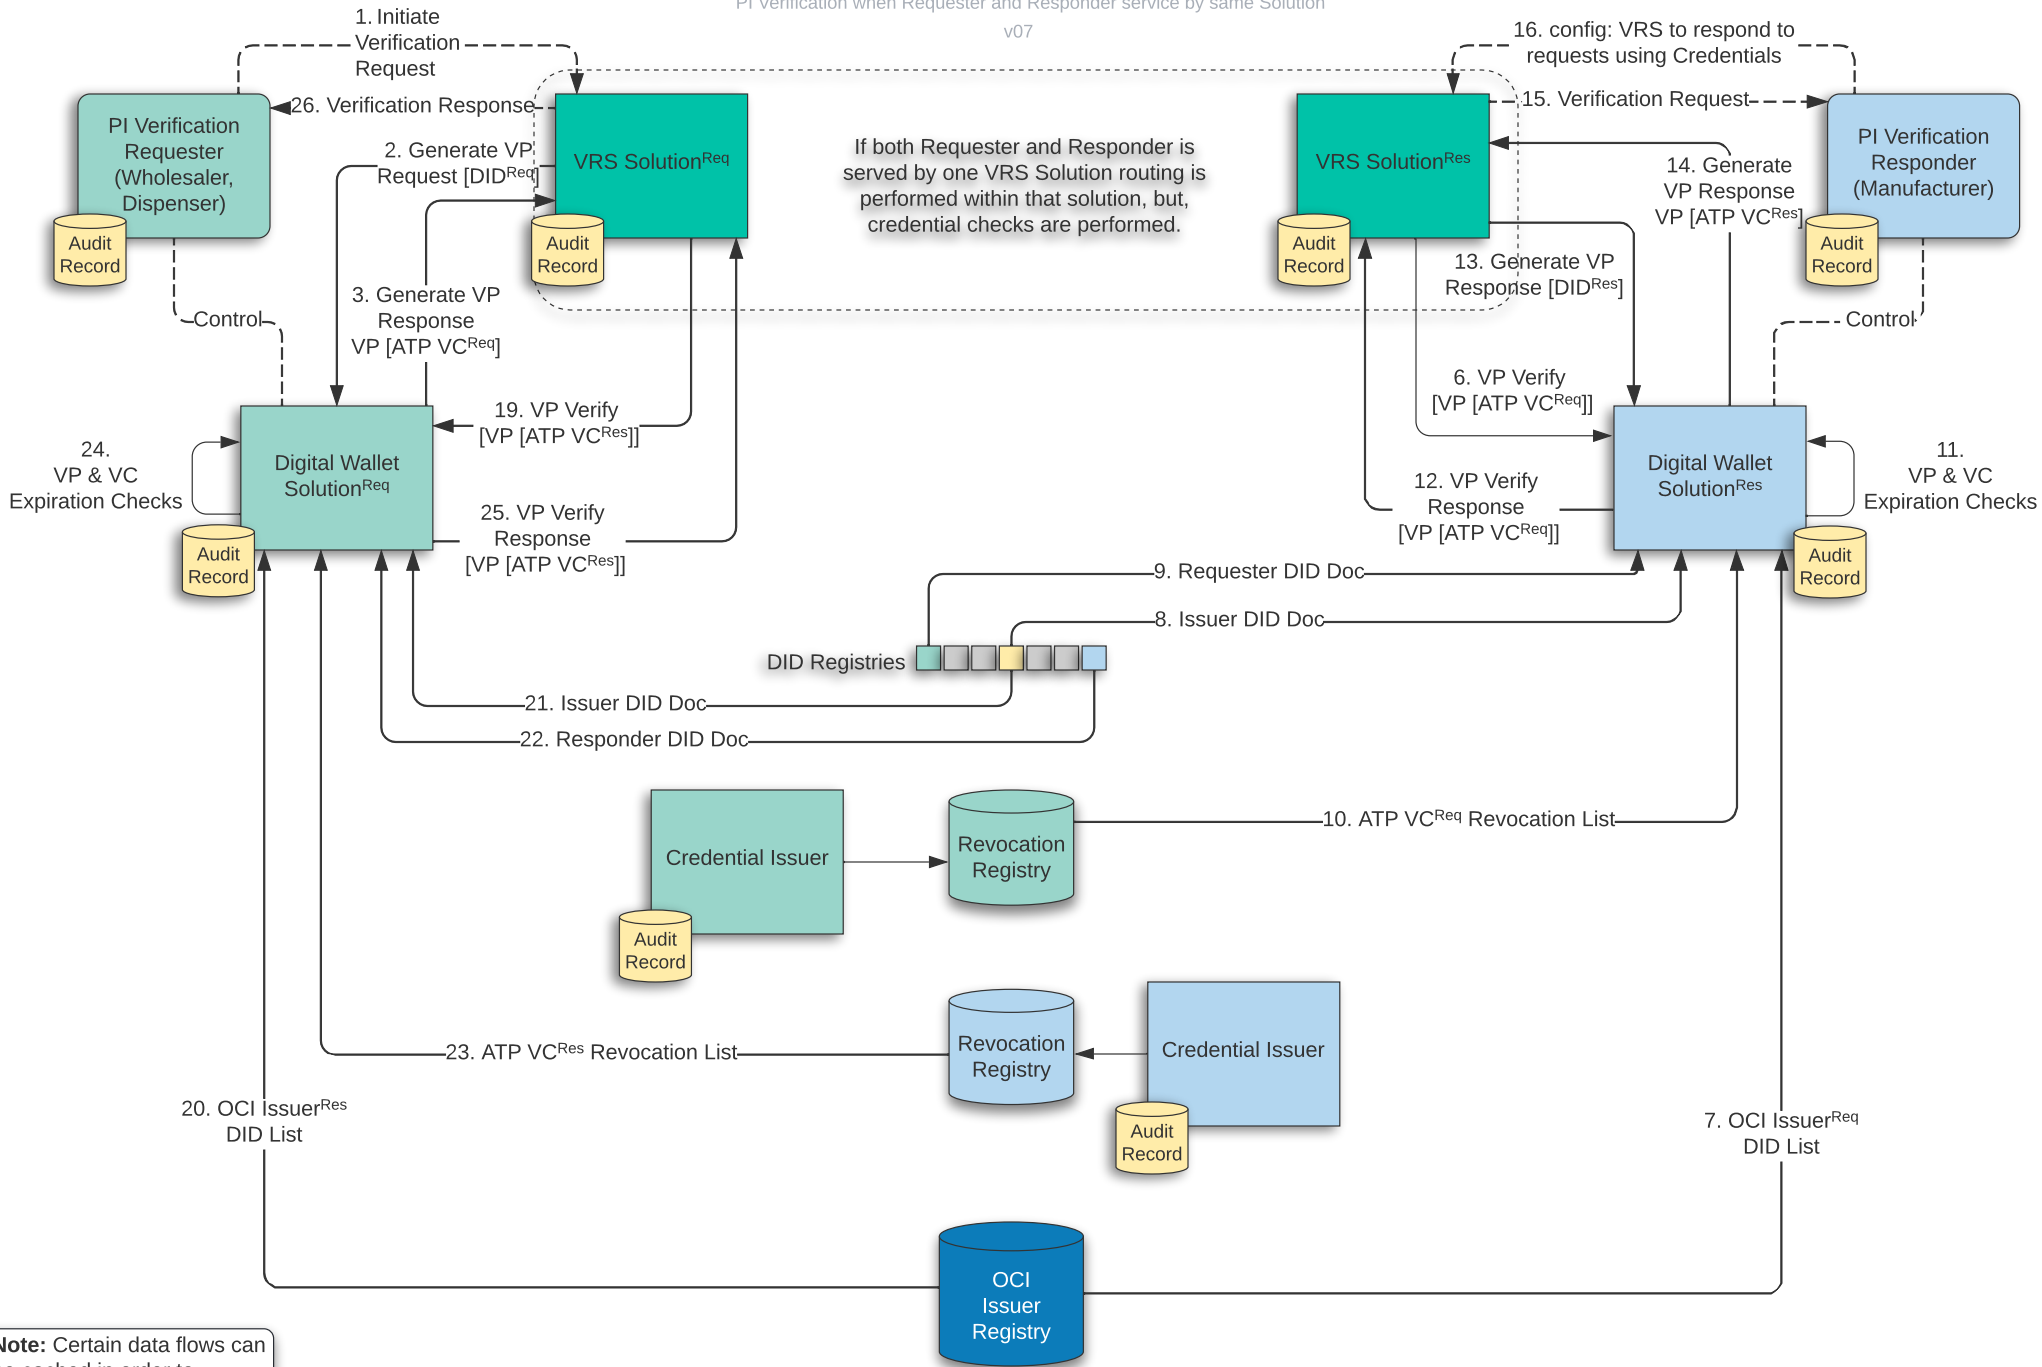 PI Verification when Requester and Responder service by same Solution
v07
1. Initiate
Verification
Request
16. config: VRS to respond to
requests using Credentials
26. Verification Response
15. Verification Request
PI Verification
Requester
(Wholesaler,
Dispenser)
Audit
Record
2. Generate VP
Request [DIDReq]
VRS SolutionReq
Audit
Record
If both Requester and Responder is
served by one VRS Solution routing is
performed within that solution, but,
credential checks are performed.
VRS SolutionRes
Audit
Record
14. Generate
VP Response
VP [ATP VCRes]
PI Verification
Responder
(Manufacturer)
Audit
Record
13. Generate VP
Response [DIDRes]
3. Generate VP
Response
VP [ATP VCReq]
Control
Control
6. VP Verify
[VP [ATP VCReq]]
19. VP Verify
[VP [ATP VCRes]]
24.
VP & VC
Expiration Checks
Digital Wallet
SolutionReq
Audit
Record
25. VP Verify
Response
[VP [ATP VCRes]]
12. VP Verify
Response
[VP [ATP VCReq]]
Digital Wallet
SolutionRes
Audit
Record
11.
VP & VC
Expiration Checks
9. Requester DID Doc
8. Issuer DID Doc
DID Registries
21. Issuer DID Doc
22. Responder DID Doc
Credential Issuer
Audit
Record
Revocation
Registry
10. ATP VCReq Revocation List
23. ATP VCRes Revocation List
Revocation
Registry
Credential Issuer
Audit
Record
20. OCI IssuerRes
DID List
7. OCI IssuerReq
DID List
OCI
Issuer
Registry
Note: Certain data flows can
cached in order to